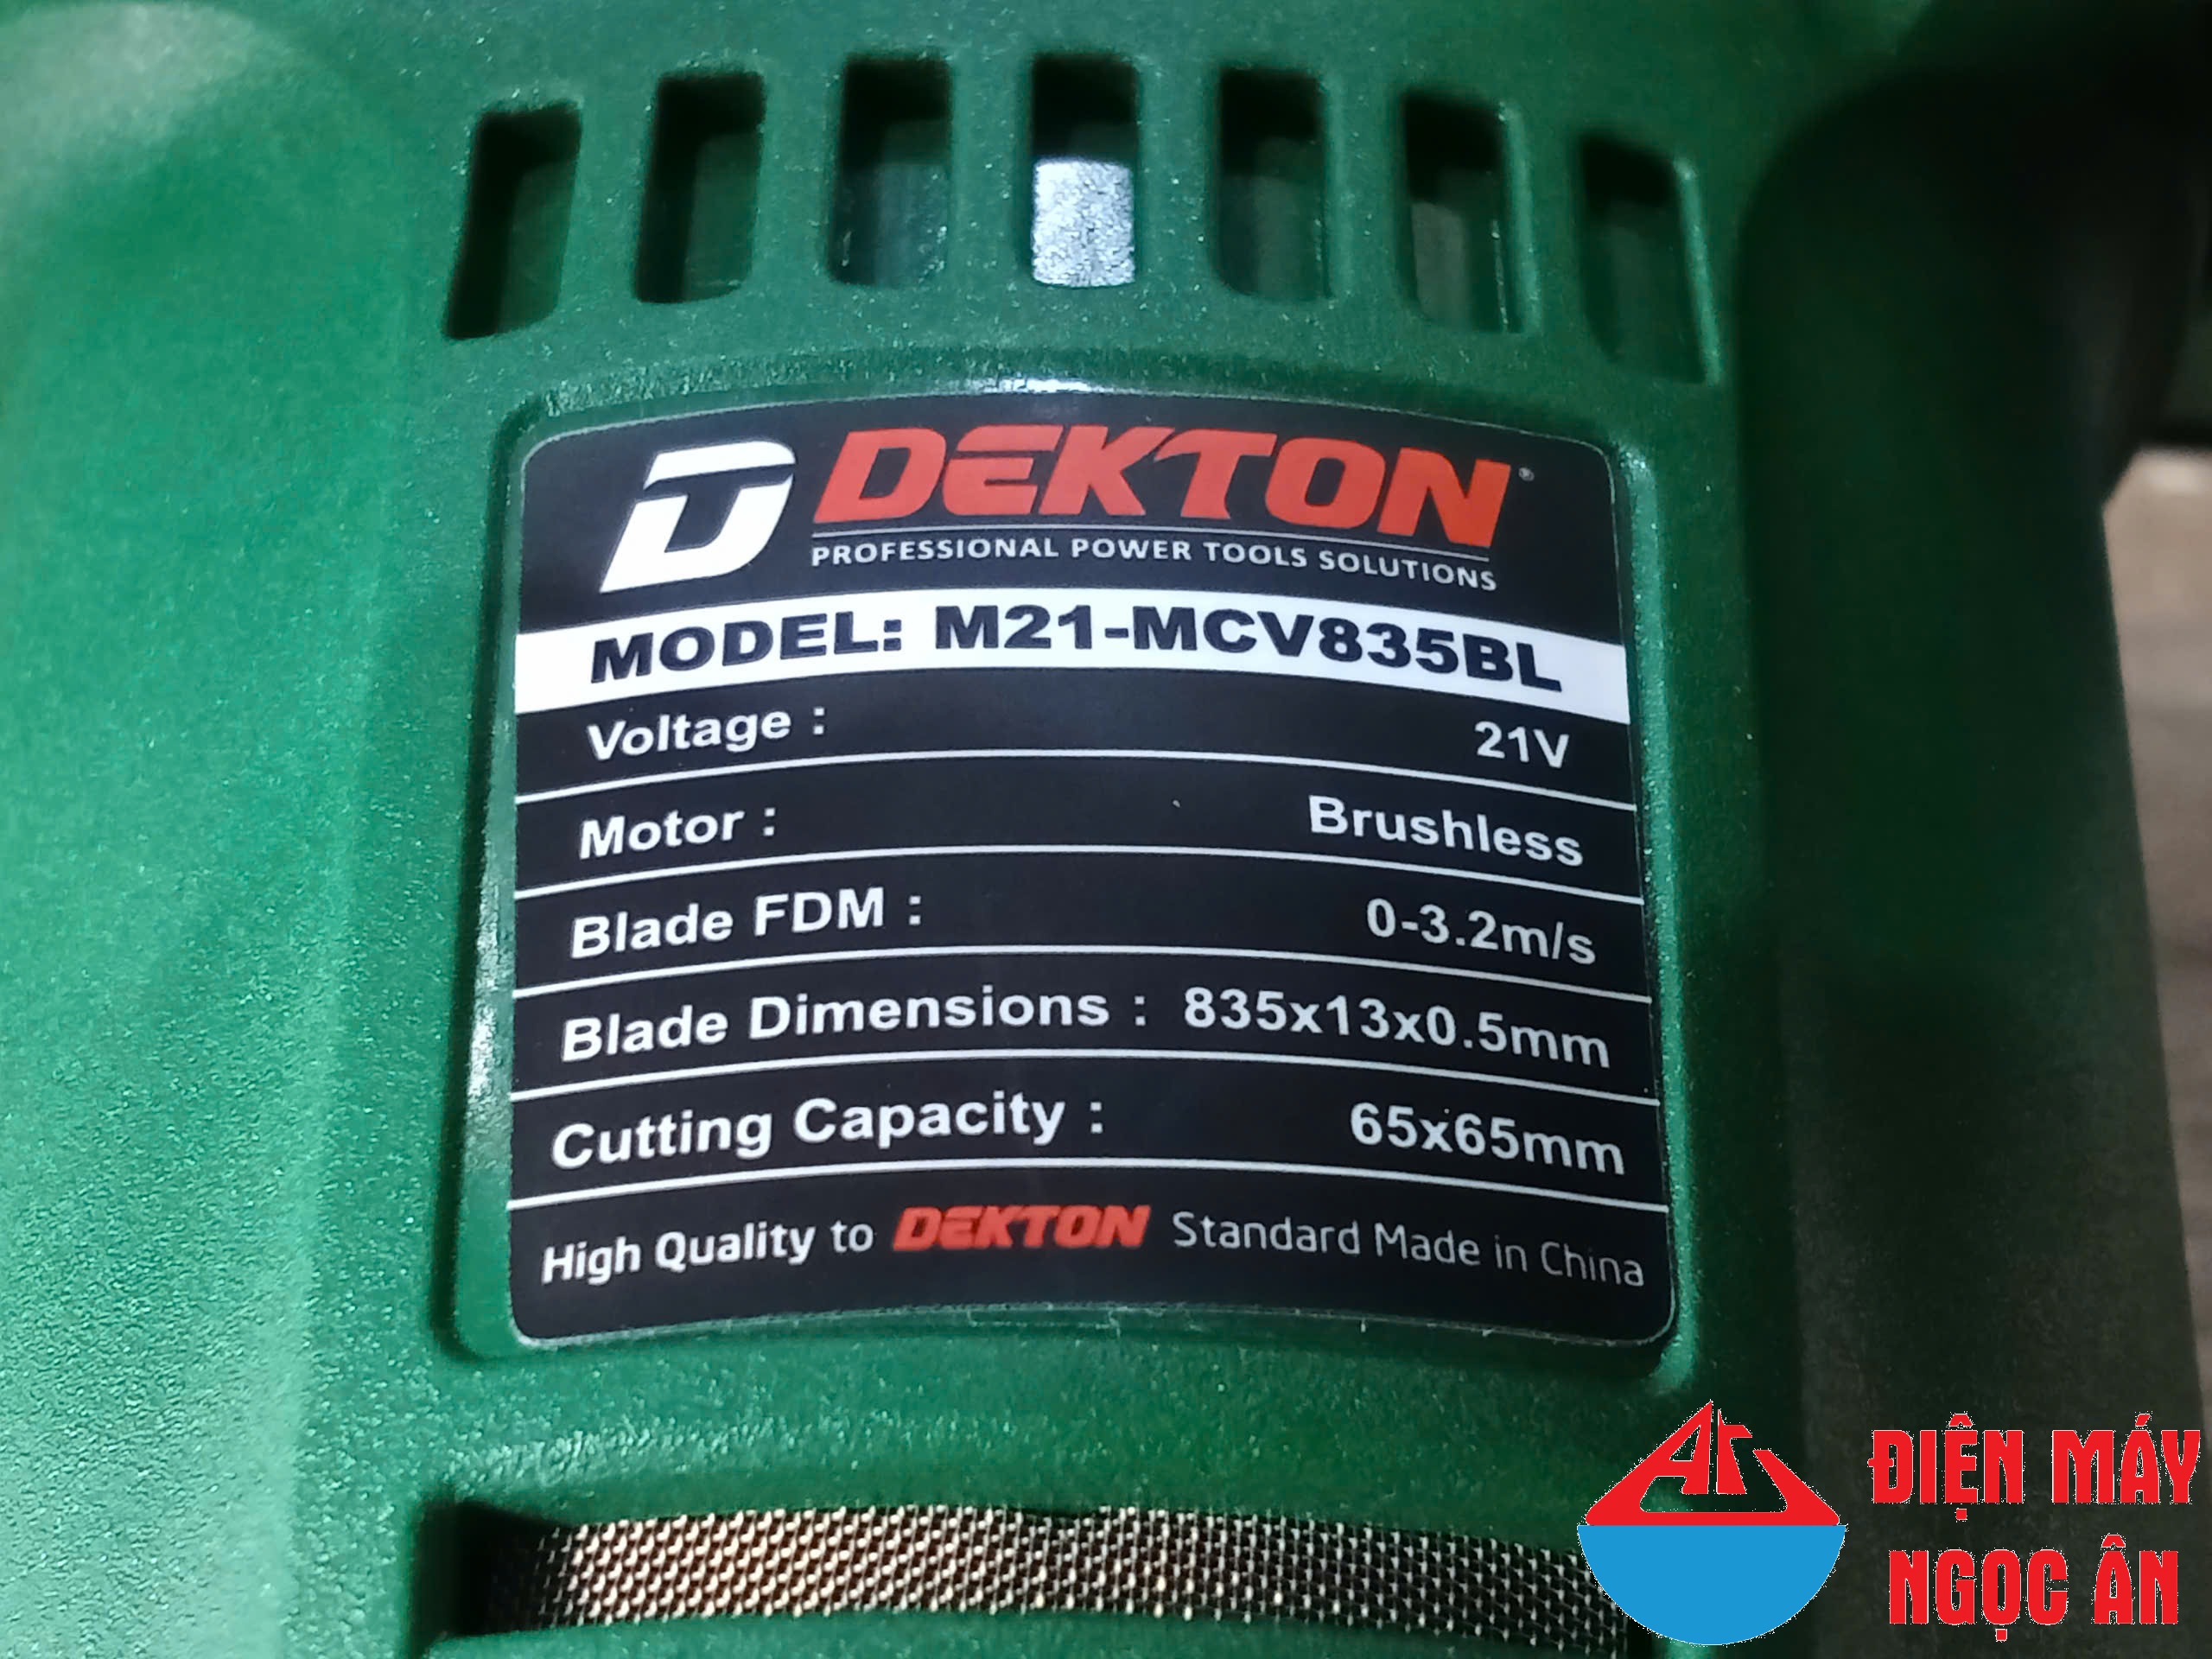 DEKTON®
PROFESSIONAL POWER TOOLS SOLUTIONS
MODEL: M21-MCV835BL
Voltage : 21V
Motor : Brushless
Blade FDM : 0-3.2m/s
Blade Dimensions : 835x13x0.5mm
Cutting Capacity : 65x65mm
High Quality to DEKTON Standard Made in China
ĐIỆN MÁY
NGỌC ÂN